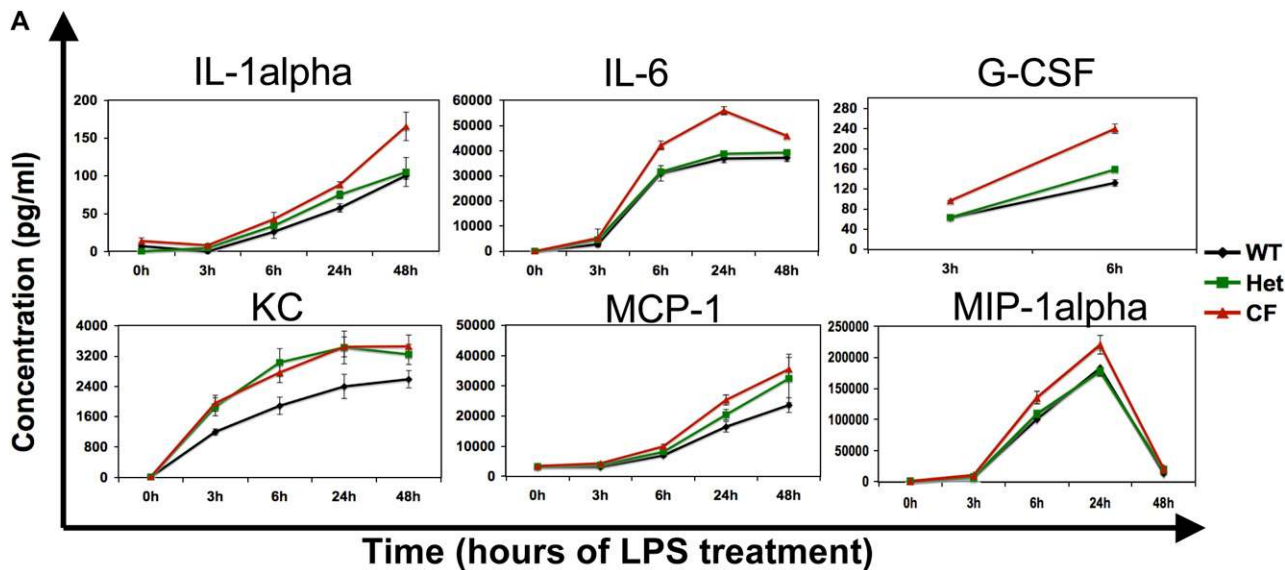 A
IL-1alpha IL-6 G-CSF
200 150 100 50 0
0h 3h 6h 24h 48h
60000 50000 40000 30000 20000 10000 0
0h 3h 6h 24h 48h
280 240 200 160 120 80 40 0
3h 6h
WT
Het
CF
KC MCP-1 MIP-1alpha
4000 3200 2400 1600 800 0
0h 3h 6h 24h 48h
50000 40000 30000 20000 10000 0
0h 3h 6h 24h 48h
250000 200000 150000 100000 50000 0
0h 3h 6h 24h 48h
Concentration (pg/ml)
Time (hours of LPS treatment)